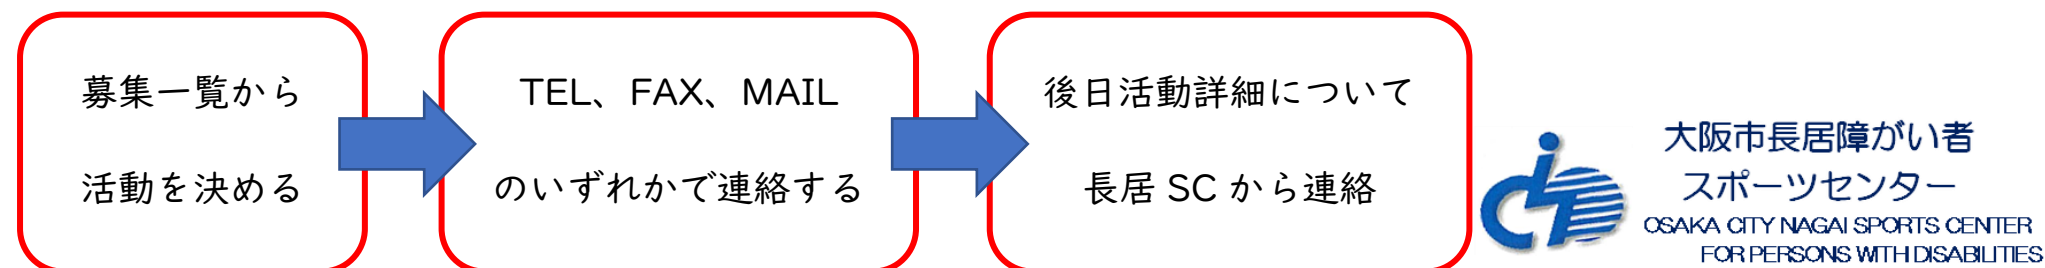 募集一覧から
活動を決める
TEL、FAX、MAIL
のいずれかで連絡する
後日活動詳細について
長居 SC から連絡
大阪市長居障がい者
スポーツセンター
OSAKA CITY NAGAI SPORTS CENTER
FOR PERSONS WITH DISABILITIES